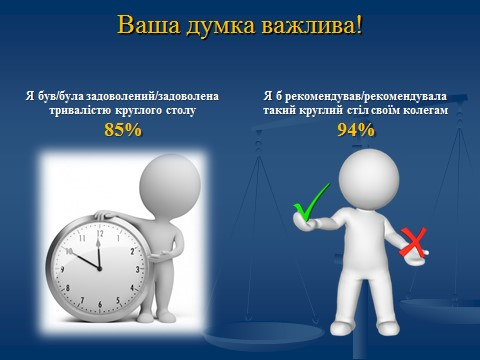 Ваша думка важлива!
Я був/була задоволений/задоволена
тривалістю круглого столу
85%
Я б рекомендував/рекомендувала
такий круглий стіл своїм колегам
94%